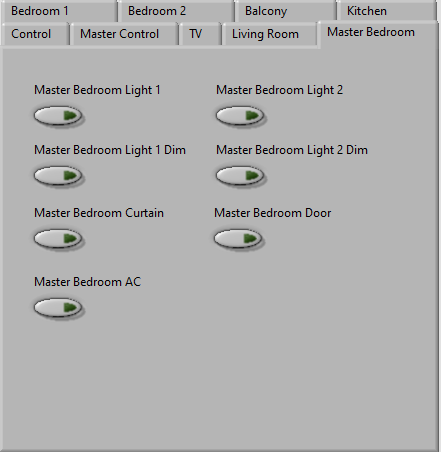 Bedroom 1 Bedroom 2 Balcony Kitchen
Control Master Control TV Living Room Master Bedroom
Master Bedroom Light 1 Master Bedroom Light 2
Master Bedroom Light 1 Dim Master Bedroom Light 2 Dim
Master Bedroom Curtain Master Bedroom Door
Master Bedroom AC